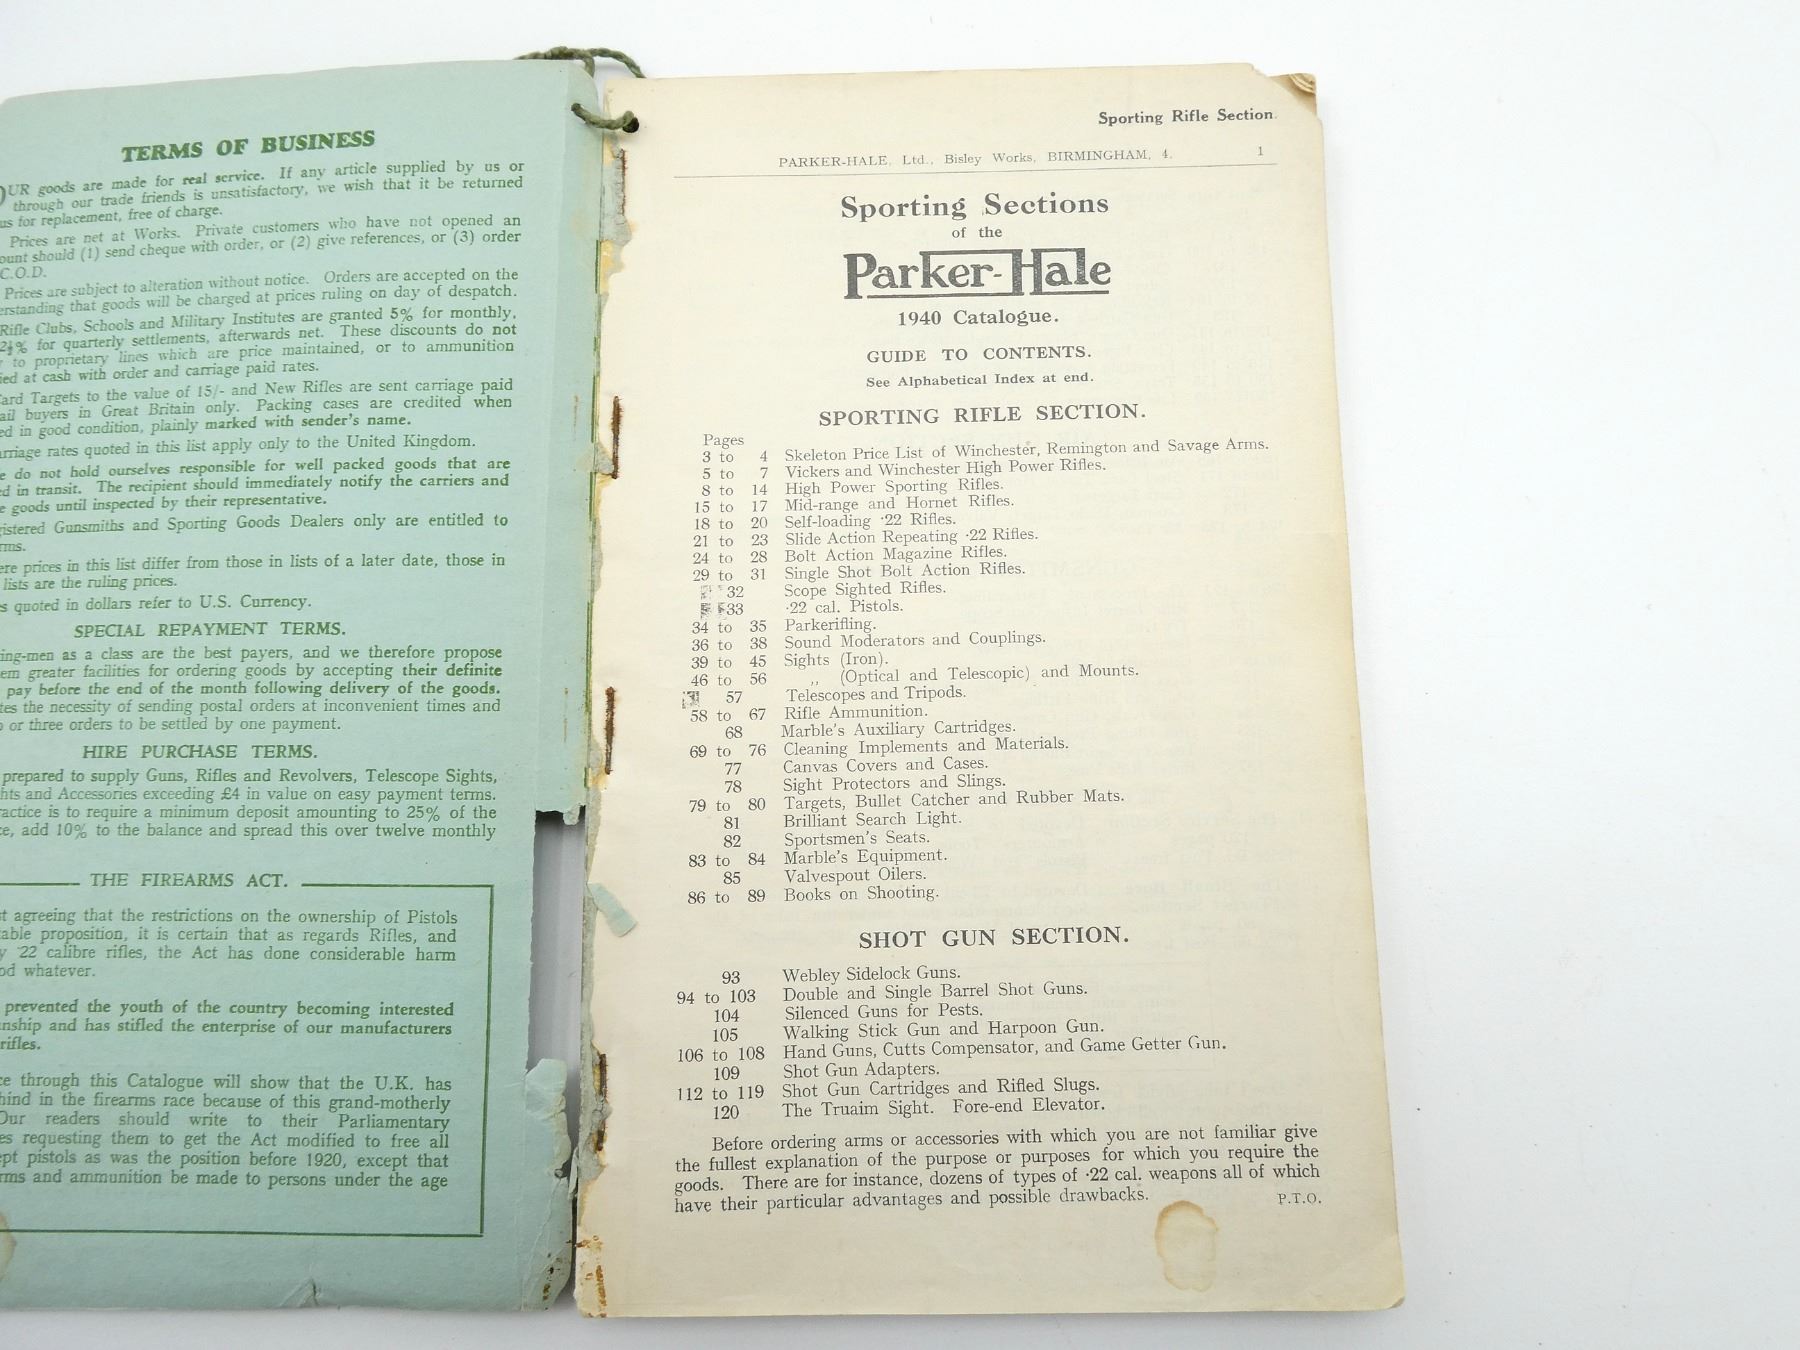 TERMS OF BUSINESS
OUR goods are made for real service. If any article supplied by us or
through our trade friends is unsatisfactory, we wish that it be returned
us for replacement, free of charge.
Prices are net at Works. Private customers who have not opened an
ount should (1) send cheque with order, or (2) give references, or (3) order
C.O.D.
Prices are subject to alteration without notice. Orders are accepted on the
erstanding that goods will be charged at prices ruling on day of despatch.
Rifle Clubs, Schools and Military Institutes are granted 5% for monthly,
2½% for quarterly settlements, afterwards net. These discounts do not
to proprietary lines which are price maintained, or to ammunition
ied at cash with order and carriage paid rates.
Card Targets to the value of 15/- and New Rifles are sent carriage paid
ail buyers in Great Britain only. Packing cases are credited when
ed in good condition, plainly marked with sender's name.
rriage rates quoted in this list apply only to the United Kingdom.
e do not hold ourselves responsible for well packed goods that are
d in transit. The recipient should immediately notify the carriers and
e goods until inspected by their representative.
istered Gunsmiths and Sporting Goods Dealers only are entitled to
rms.
ere prices in this list differ from those in lists of a later date, those in
lists are the ruling prices.
s quoted in dollars refer to U.S. Currency.
SPECIAL REPAYMENT TERMS.
ing-men as a class are the best payers, and we therefore propose
em greater facilities for ordering goods by accepting their definite
pay before the end of the month following delivery of the goods.
tes the necessity of sending postal orders at inconvenient times and
o or three orders to be settled by one payment.
HIRE PURCHASE TERMS.
prepared to supply Guns, Rifles and Revolvers, Telescope Sights,
hts and Accessories exceeding £4 in value on easy payment terms.
actice is to require a minimum deposit amounting to 25% of the
e, add 10% to the balance and spread this over twelve monthly
THE FIREARMS ACT.
t agreeing that the restrictions on the ownership of Pistols
able proposition, it is certain that as regards Rifles, and
y ·22 calibre rifles, the Act has done considerable harm
od whatever.
prevented the youth of the country becoming interested
nship and has stifled the enterprise of our manufacturers
rifles.
ce through this Catalogue will show that the U.K. has
hind in the firearms race because of this grand-motherly
Our readers should write to their Parliamentary
es requesting them to get the Act modified to free all
ept pistols as was the position before 1920, except that
rms and ammunition be made to persons under the age
Sporting Rifle Section.
PARKER-HALE, Ltd., Bisley Works, BIRMINGHAM, 4. 1
Sporting Sections
of the
Parker-Hale
1940 Catalogue.
GUIDE TO CONTENTS.
See Alphabetical Index at end.
SPORTING RIFLE SECTION.
Pages
3 to 4 Skeleton Price List of Winchester, Remington and Savage Arms.
5 to 7 Vickers and Winchester High Power Rifles.
8 to 14 High Power Sporting Rifles.
15 to 17 Mid-range and Hornet Rifles.
18 to 20 Self-loading ·22 Rifles.
21 to 23 Slide Action Repeating ·22 Rifles.
24 to 28 Bolt Action Magazine Rifles.
29 to 31 Single Shot Bolt Action Rifles.
32 Scope Sighted Rifles.
33 ·22 cal. Pistols.
34 to 35 Parkerifling.
36 to 38 Sound Moderators and Couplings.
39 to 45 Sights (Iron).
46 to 56 ,, (Optical and Telescopic) and Mounts.
57 Telescopes and Tripods.
58 to 67 Rifle Ammunition.
68 Marble's Auxiliary Cartridges.
69 to 76 Cleaning Implements and Materials.
77 Canvas Covers and Cases.
78 Sight Protectors and Slings.
79 to 80 Targets, Bullet Catcher and Rubber Mats.
81 Brilliant Search Light.
82 Sportsmen's Seats.
83 to 84 Marble's Equipment.
85 Valvespout Oilers.
86 to 89 Books on Shooting.
SHOT GUN SECTION.
93 Webley Sidelock Guns.
94 to 103 Double and Single Barrel Shot Guns.
104 Silenced Guns for Pests.
105 Walking Stick Gun and Harpoon Gun.
106 to 108 Hand Guns, Cutts Compensator, and Game Getter Gun.
109 Shot Gun Adapters.
112 to 119 Shot Gun Cartridges and Rifled Slugs.
120 The Truaim Sight. Fore-end Elevator.
Before ordering arms or accessories with which you are not familiar give
the fullest explanation of the purpose or purposes for which you require the
goods. There are for instance, dozens of types of ·22 cal. weapons all of which
have their particular advantages and possible drawbacks. P.T.O.